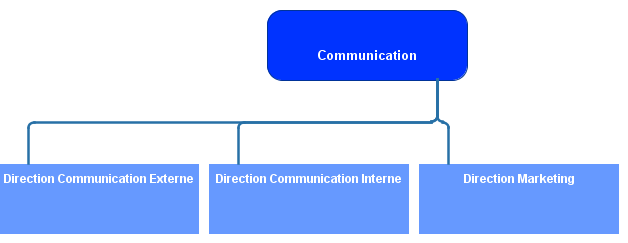 Communication
Direction Communication Externe
Direction Communication Interne
Direction Marketing